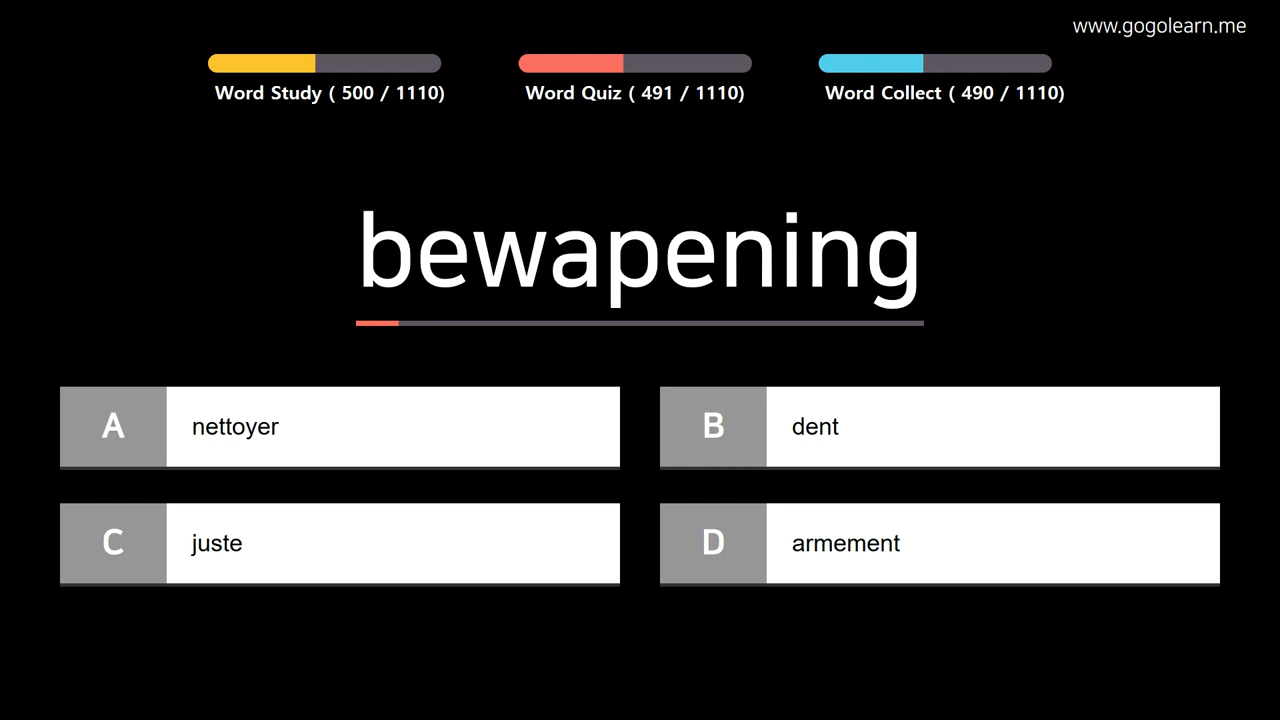 www.gogolearn.me
Word Study ( 500 / 1110)
Word Quiz ( 491 / 1110)
Word Collect ( 490 / 1110)
bewapening
A nettoyer
B dent
C juste
D armement